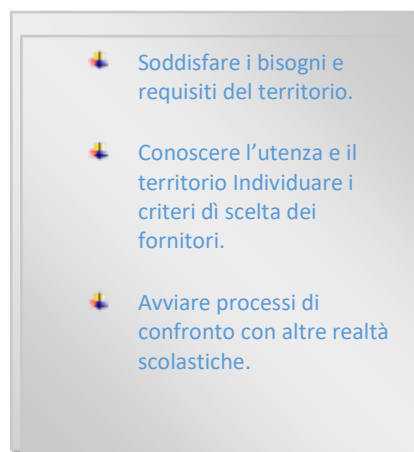 Soddisfare i bisogni e
requisiti del territorio.
Conoscere l’utenza e il
territorio Individuare i
criteri dì scelta dei
fornitori.
Avviare processi di
confronto con altre realtà
scolastiche.